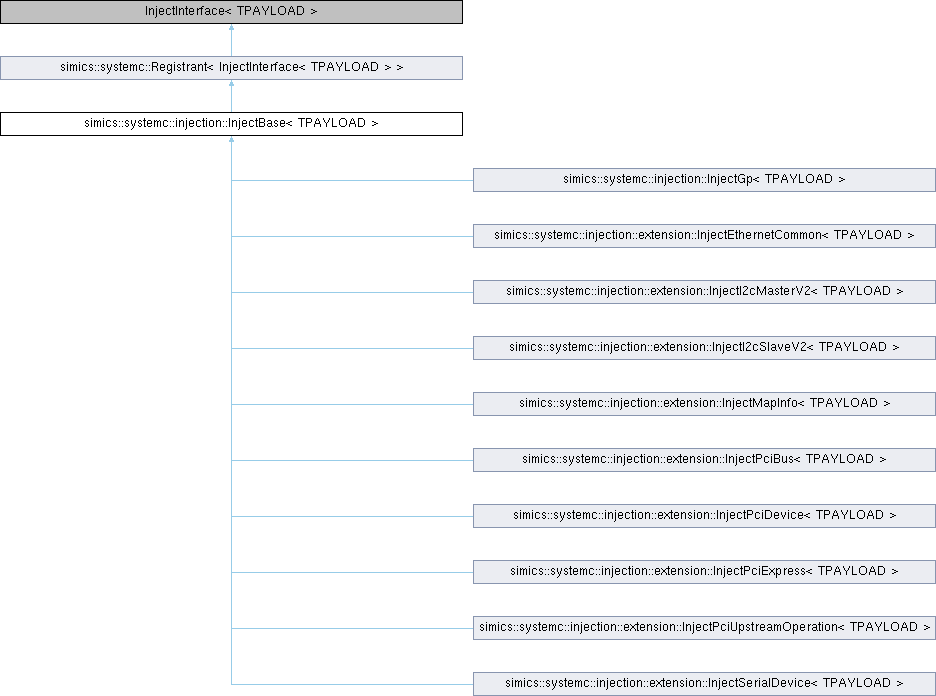 InjectInterface< TPAYLOAD >
simics::systemc::Registrant< InjectInterface< TPAYLOAD > >
simics::systemc::injection::InjectBase< TPAYLOAD >
simics::systemc::injection::InjectGp< TPAYLOAD >
simics::systemc::injection::extension::InjectEthernetCommon< TPAYLOAD >
simics::systemc::injection::extension::InjectI2cMasterV2< TPAYLOAD >
simics::systemc::injection::extension::InjectI2cSlaveV2< TPAYLOAD >
simics::systemc::injection::extension::InjectMapInfo< TPAYLOAD >
simics::systemc::injection::extension::InjectPciBus< TPAYLOAD >
simics::systemc::injection::extension::InjectPciDevice< TPAYLOAD >
simics::systemc::injection::extension::InjectPciExpress< TPAYLOAD >
simics::systemc::injection::extension::InjectPciUpstreamOperation< TPAYLOAD >
simics::systemc::injection::extension::InjectSerialDevice< TPAYLOAD >